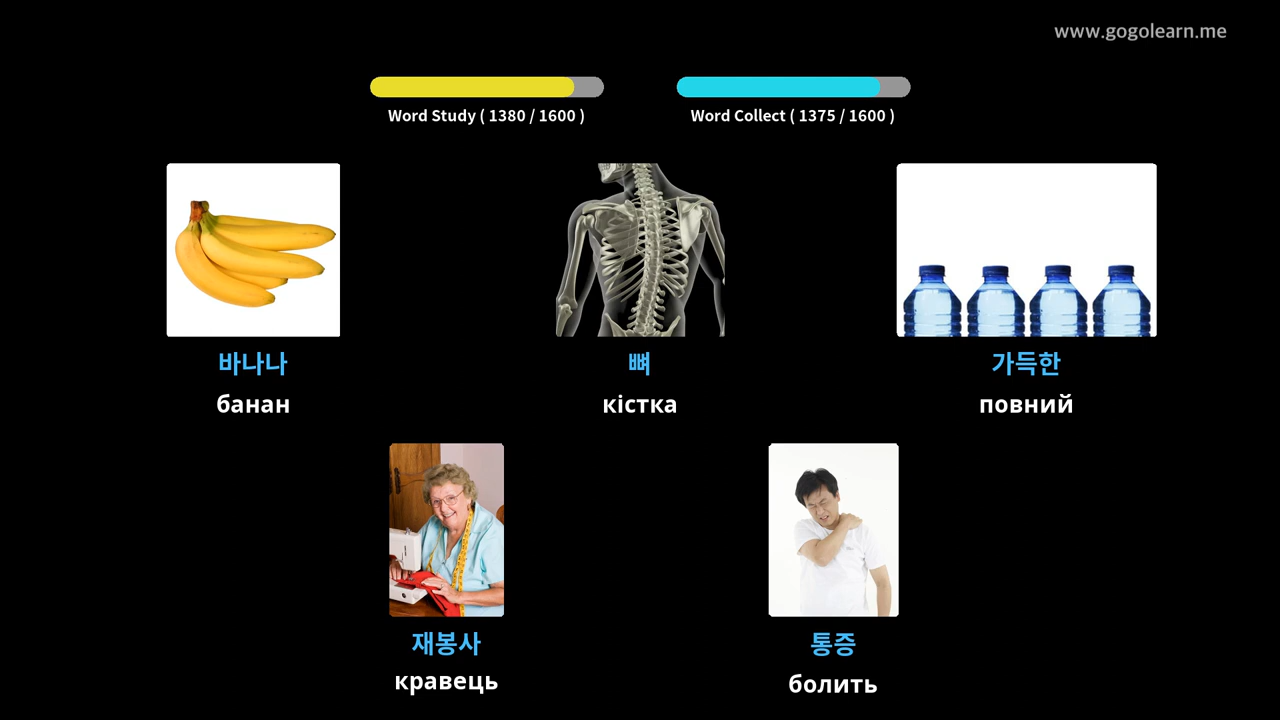 www.gogolearn.me
Word Study ( 1380 / 1600 )
Word Collect ( 1375 / 1600 )
바나나
банан
뼈
кістка
가득한
повний
재봉사
кравець
통증
болить